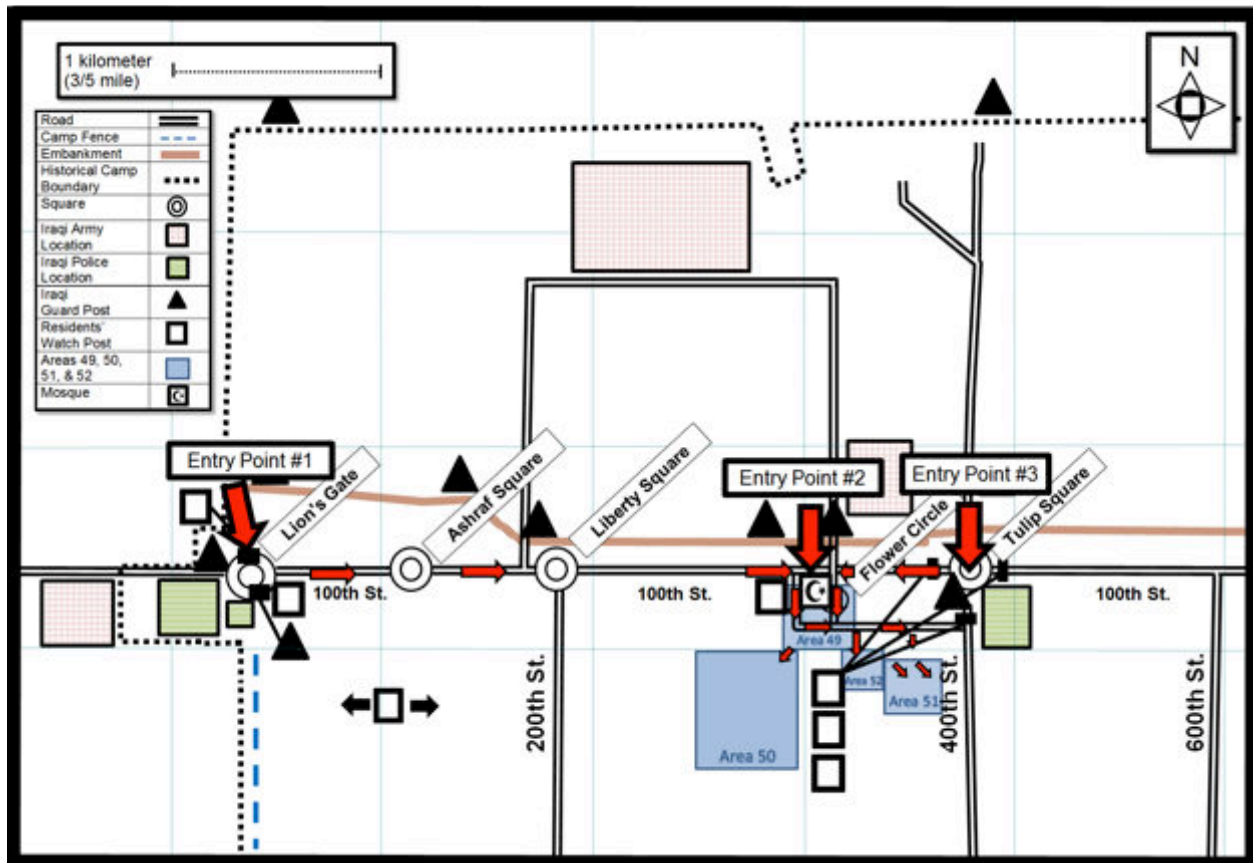 1 kilometer
(3/5 mile)
N
Road
Camp Fence
Embankment
Historical Camp
Boundary
Square
Iraqi Army
Location
Iraqi Police
Location
Iraqi
Guard Post
Residents'
Watch Post
Areas 49, 50,
51, & 52
Mosque
Entry Point #1
Lion's Gate
Ashraf Square
Liberty Square
Entry Point #2
Flower Circle
Entry Point #3
Tulip Square
100th St.
100th St.
100th St.
Area 49
Area 52
Area 51
Area 50
200th St.
400th St.
600th St.